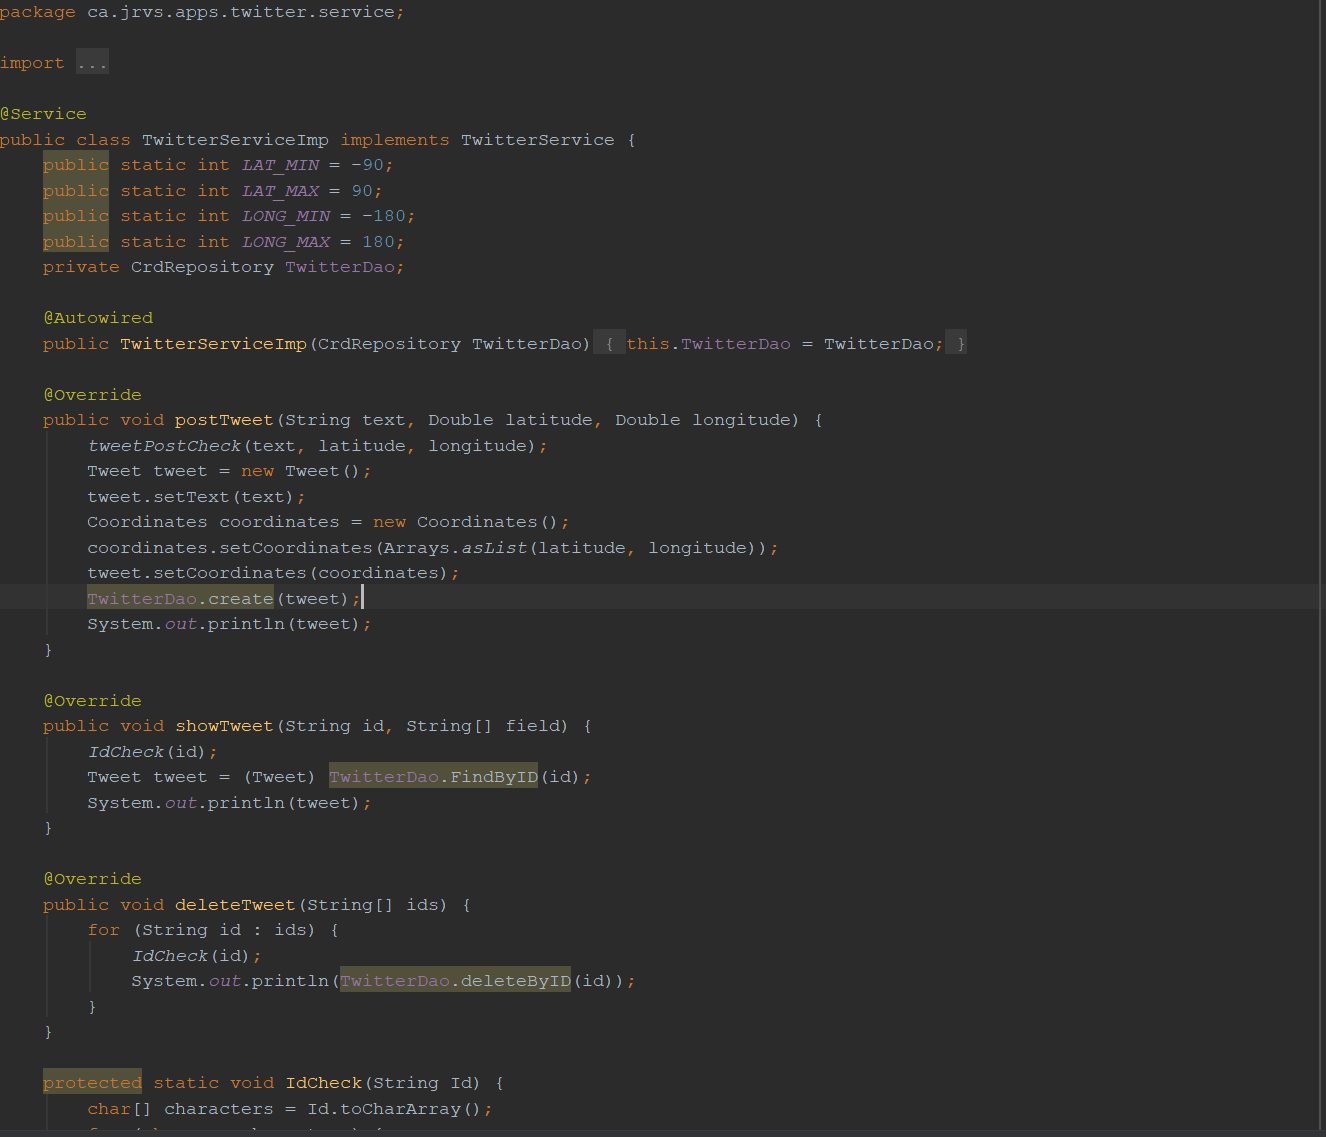 package ca.jrvs.apps.twitter.service;
import ...
@Service
public class TwitterServiceImp implements TwitterService {
    public static int LAT_MIN = -90;
    public static int LAT_MAX = 90;
    public static int LONG_MIN = -180;
    public static int LONG_MAX = 180;
    private CrdRepository TwitterDao;
    @Autowired
    public TwitterServiceImp(CrdRepository TwitterDao) { this.TwitterDao = TwitterDao; }
    @Override
    public void postTweet(String text, Double latitude, Double longitude) {
        tweetPostCheck(text, latitude, longitude);
        Tweet tweet = new Tweet();
        tweet.setText(text);
        Coordinates coordinates = new Coordinates();
        coordinates.setCoordinates(Arrays.asList(latitude, longitude));
        tweet.setCoordinates(coordinates);
        TwitterDao.create(tweet);
        System.out.println(tweet);
    }
    @Override
    public void showTweet(String id, String[] field) {
        IdCheck(id);
        Tweet tweet = (Tweet) TwitterDao.FindByID(id);
        System.out.println(tweet);
    }
    @Override
    public void deleteTweet(String[] ids) {
        for (String id : ids) {
            IdCheck(id);
            System.out.println(TwitterDao.deleteByID(id));
        }
    }
    protected static void IdCheck(String Id) {
        char[] characters = Id.toCharArray();